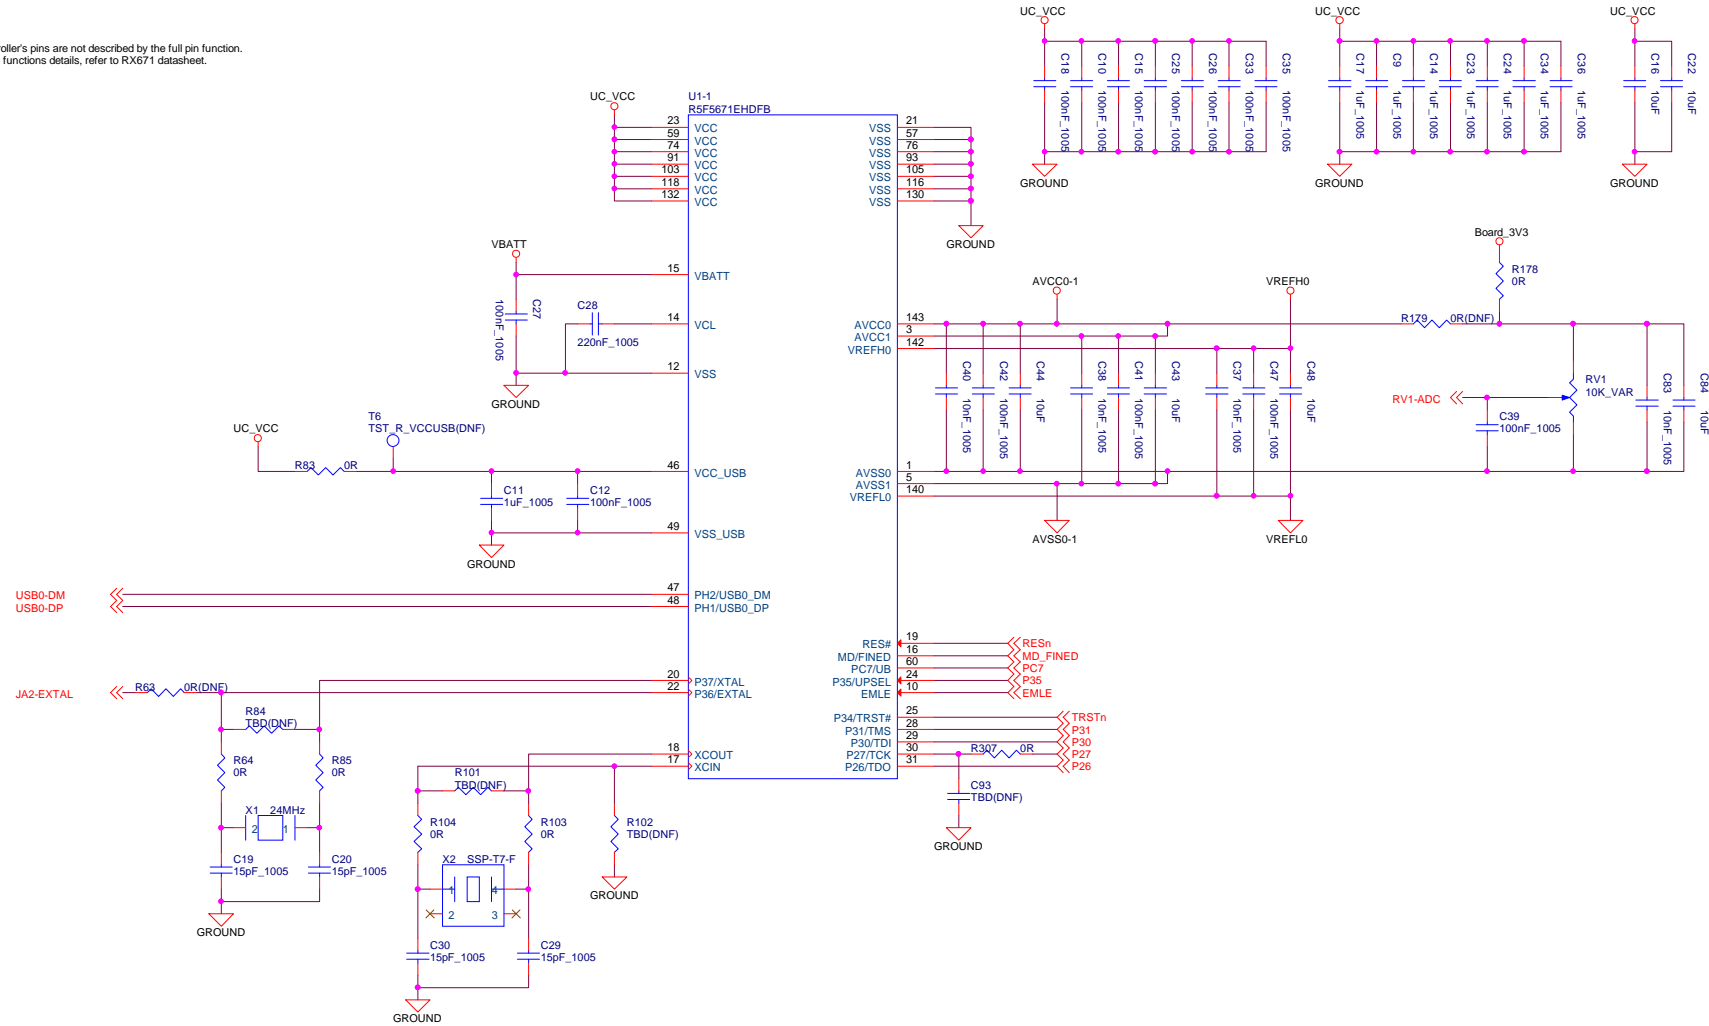 roller's pins are not described by the full pin function.
functions details, refer to RX671 datasheet.
UC_VCC
C18 100nF_1005
C10 100nF_1005
C15 100nF_1005
C25 100nF_1005
C26 100nF_1005
C33 100nF_1005
C35 100nF_1005
GROUND
UC_VCC
C17 1uF_1005
C9 1uF_1005
C14 1uF_1005
C23 1uF_1005
C24 1uF_1005
C34 1uF_1005
C36 1uF_1005
GROUND
UC_VCC
C16 10uF
C22 10uF
GROUND
U1-1
R5F5671EHDFB
UC_VCC
23 VCC
59 VCC
74 VCC
91 VCC
103 VCC
118 VCC
132 VCC
VSS 21
VSS 57
VSS 76
VSS 93
VSS 105
VSS 116
VSS 130
GROUND
VBATT
15 VBATT
C27
100nF_1005
C28
220nF_1005
14 VCL
12 VSS
GROUND
T6
TST_R_VCCUSB(DNF)
UC_VCC
R83 0R
46 VCC_USB
C11
1uF_1005
C12
100nF_1005
49 VSS_USB
GROUND
USB0-DM
USB0-DP
47 PH2/USB0_DM
48 PH1/USB0_DP
JA2-EXTAL
R63 0R(DNF)
20 P37/XTAL
22 P36/EXTAL
R84
TBD(DNF)
R64
0R
R85
0R
X1 24MHz
2 1
C19
15pF_1005
C20
15pF_1005
GROUND
18 XCOUT
17 XCIN
R101
TBD(DNF)
R104
0R
R103
0R
R102
TBD(DNF)
GROUND
X2 SSP-T7-F
1 4
2 3
C30
15pF_1005
C29
15pF_1005
GROUND
AVCC0-1
VREFH0
AVCC0 143
AVCC1 3
VREFH0 142
C40 10nF_1005
C42 100nF_1005
C44 10uF
C38 10nF_1005
C41 100nF_1005
C43 10uF
C37 10nF_1005
C47 100nF_1005
C48 10uF
AVSS0 1
AVSS1 5
VREFL0 140
AVSS0-1
VREFL0
Board_3V3
R178
0R
R179 0R(DNF)
RV1
10K_VAR
RV1-ADC
C39
100nF_1005
C83 10nF_1005
C84 10uF
RES# 19 RESn
MD/FINED 16 MD_FINED
PC7/UB 60 PC7
P35/UPSEL 24 P35
EMLE 10 EMLE
P34/TRST# 25 TRSTn
P31/TMS 28 P31
P30/TDI 29 P30
P27/TCK 30 R307 0R P27
P26/TDO 31 P26
C93
TBD(DNF)
GROUND